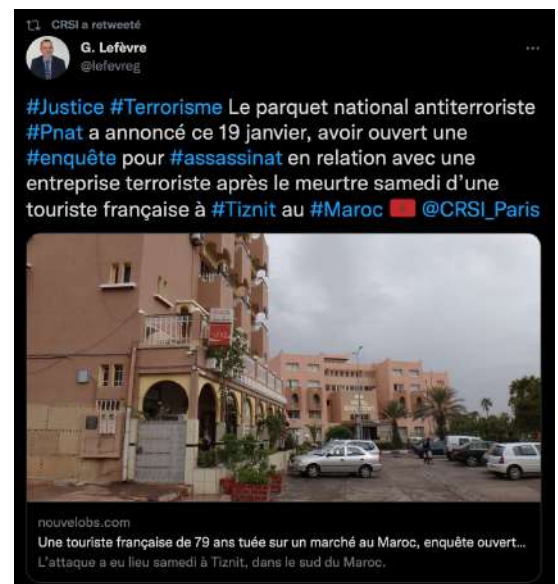 CRSI a retweeté
G. Lefèvre
@lefevreg
#Justice #Terrorisme Le parquet national antiterroriste
#Pnat a annoncé ce 19 janvier, avoir ouvert une
#enquête pour #assassinat en relation avec une
entreprise terroriste après le meurtre samedi d’une
touriste française à #Tiznit au #Maroc 🇲🇦 @CRSI_Paris
nouvelobs.com
Une touriste française de 79 ans tuée sur un marché au Maroc, enquête ouvert...
L’attaque a eu lieu samedi à Tiznit, dans le sud du Maroc.